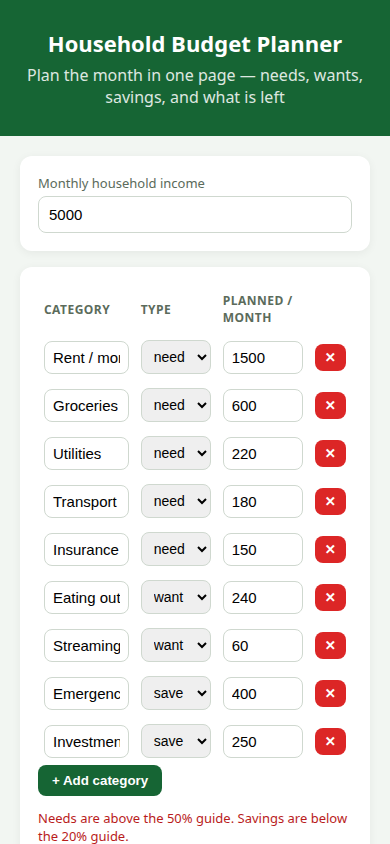 Household Budget Planner
Plan the month in one page — needs, wants,
savings, and what is left
Monthly household income
5000
CATEGORY TYPE PLANNED /
MONTH
Rent / mor need 1500 ×
Groceries need 600 ×
Utilities need 220 ×
Transport need 180 ×
Insurance need 150 ×
Eating out want 240 ×
Streaming want 60 ×
Emergenc save 400 ×
Investmen save 250 ×
+ Add category
Needs are above the 50% guide. Savings are below
the 20% guide.